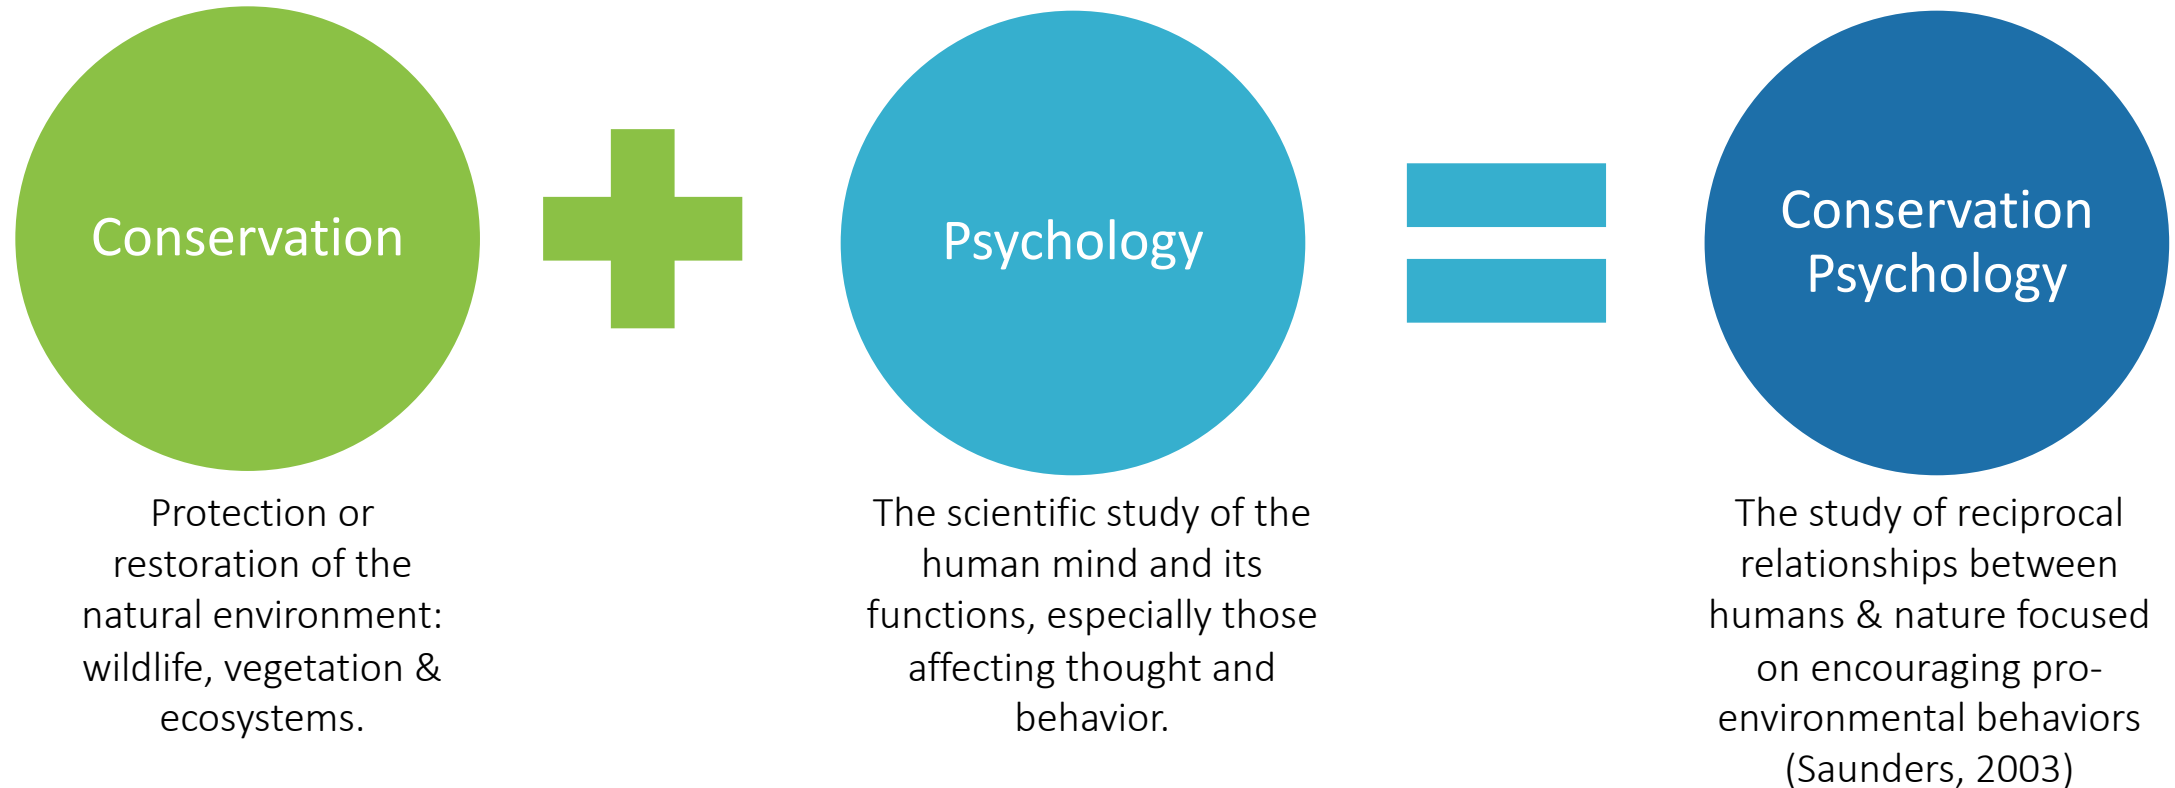 Conservation
Protection or
restoration of the
natural environment:
wildlife, vegetation &
ecosystems.
Psychology
The scientific study of the
human mind and its
functions, especially those
affecting thought and
behavior.
Conservation
Psychology
The study of reciprocal
relationships between
humans & nature focused
on encouraging pro-
environmental behaviors
(Saunders, 2003)